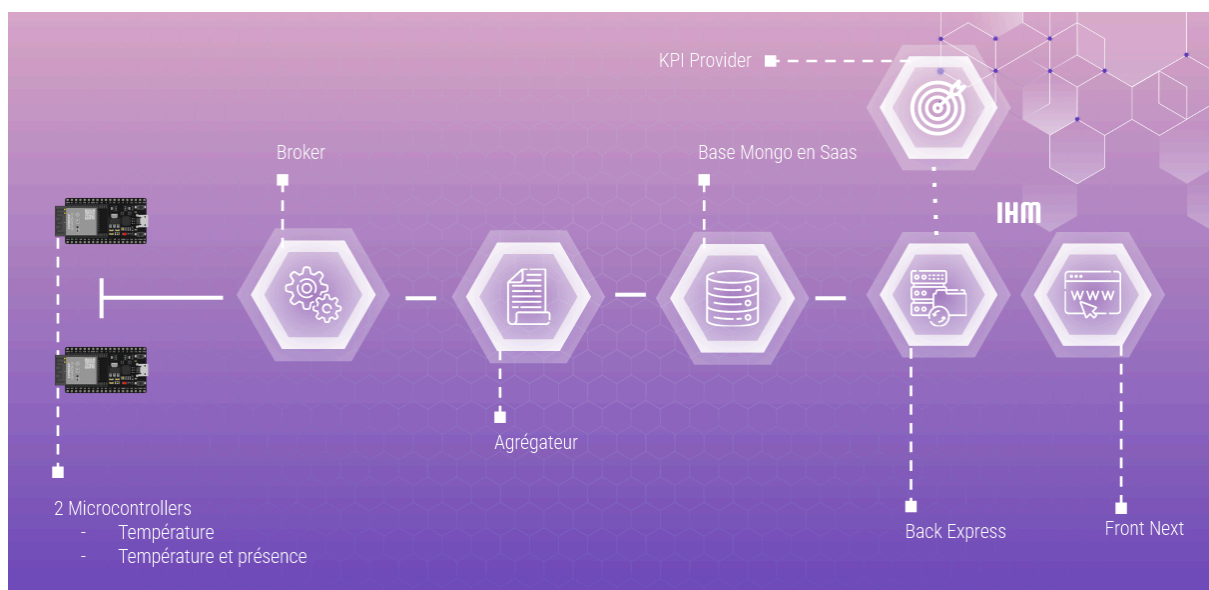 KPI Provider
Broker
Base Mongo en Saas
IHM
www
Agrégateur
2 Microcontrollers
- Température
- Température et présence
Back Express
Front Next